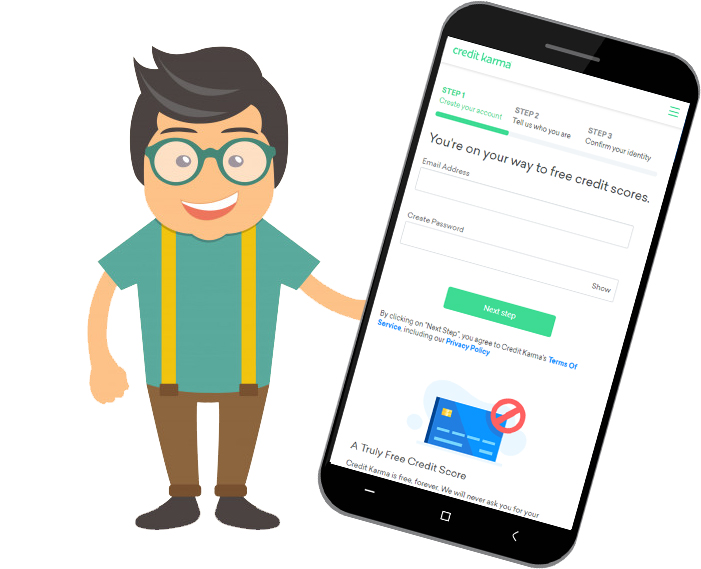 credit karma
STEP 1
Create your account
STEP 2
Tell us who you are
STEP 3
Confirm your identity
You're on your way to free credit scores.
Email Address
Create Password
Show
Next step
By clicking on "Next Step", you agree to Credit Karma's Terms Of
Service, including our Privacy Policy
A Truly Free Credit Score
Credit Karma is free, forever. We will never ask you for your